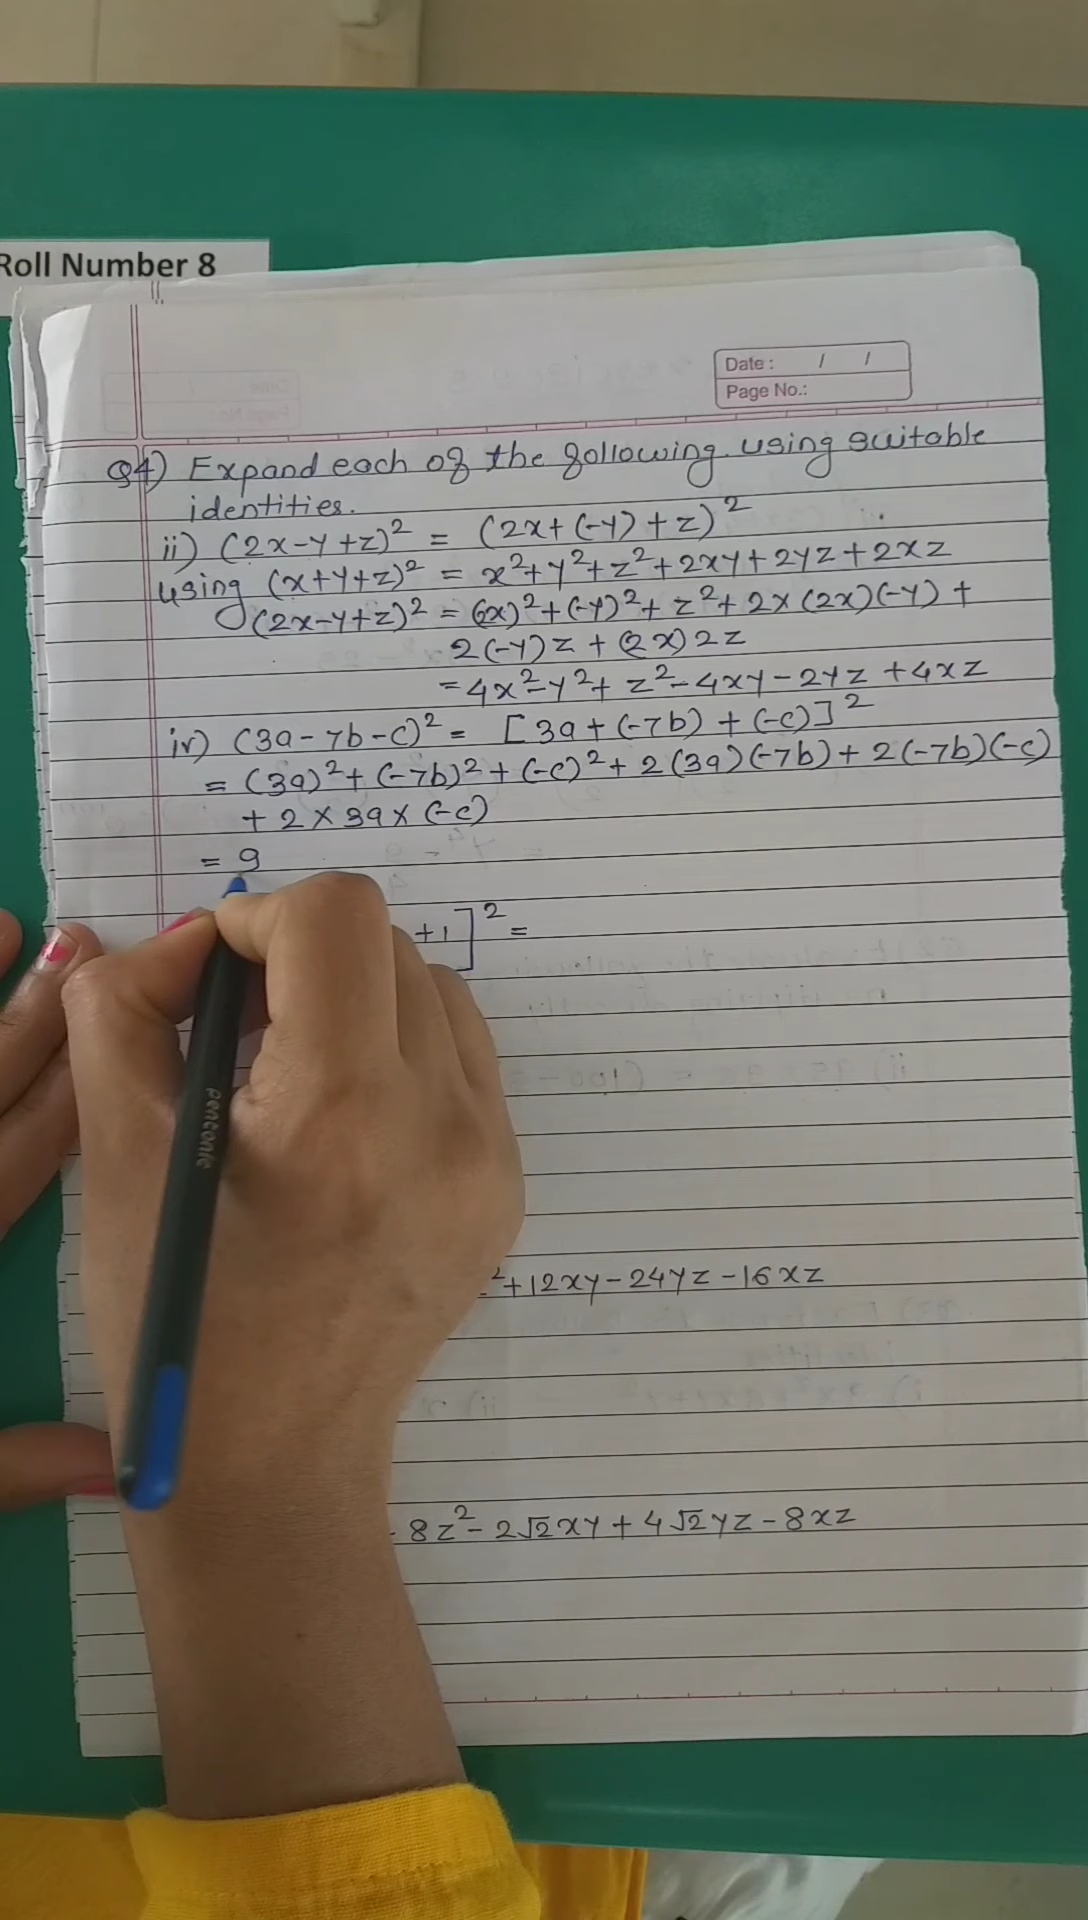 Roll Number 8
Date : / /
Page No.:
Q4) Expand each of the following using suitable
identities.
ii) (2x-y+z)² = (2x+(-y)+z)²
using (x+y+z)² = x²+y²+z²+2xy+2yz+2xz
(2x-y+z)² = (2x)²+(-y)²+z²+2×(2x)(-y)+
2(-y)z+(2x)2z
=4x²-y²+z²-4xy-2yz+4xz
iv) (3a-7b-c)² = [3a+(-7b)+(-c)]²
= (3a)²+(-7b)²+(-c)²+2(3a)(-7b)+2(-7b)(-c)
+2×3a×(-c)
= 9
+1]² =
²+12xy-24yz-16xz
8z²-2√2xy+4√2yz-8xz
pentonic